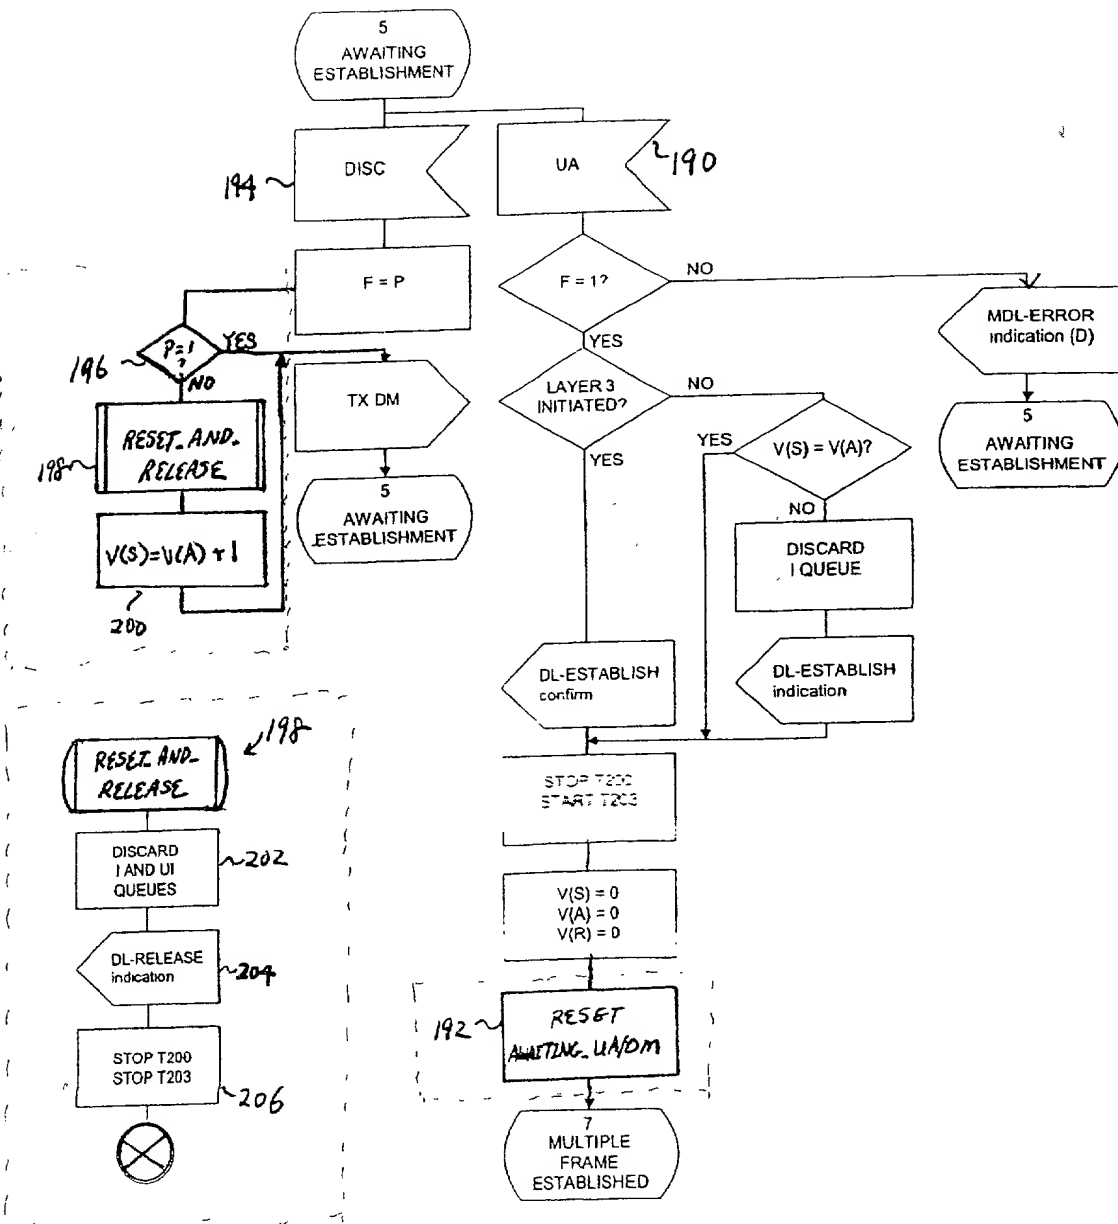 5
AWAITING
ESTABLISHMENT
DISC
194
UA
190
F = P
F = 1?
NO
YES
MDL-ERROR
indication (D)
5
AWAITING
ESTABLISHMENT
P=1
?
YES
NO
196
TX DM
5
AWAITING
ESTABLISHMENT
RESET_AND_
RELEASE
198
V(S)=V(A)+1
200
LAYER 3
INITIATED?
NO
YES
V(S) = V(A)?
YES
NO
DISCARD
I QUEUE
DL-ESTABLISH
confirm
DL-ESTABLISH
indication
STOP T200
START T203
V(S) = 0
V(A) = 0
V(R) = 0
192
RESET
AWAITING_UA/DM
7
MULTIPLE
FRAME
ESTABLISHED
198
RESET_AND_
RELEASE
DISCARD
I AND UI
QUEUES
202
DL-RELEASE
indication
204
STOP T200
STOP T203
206